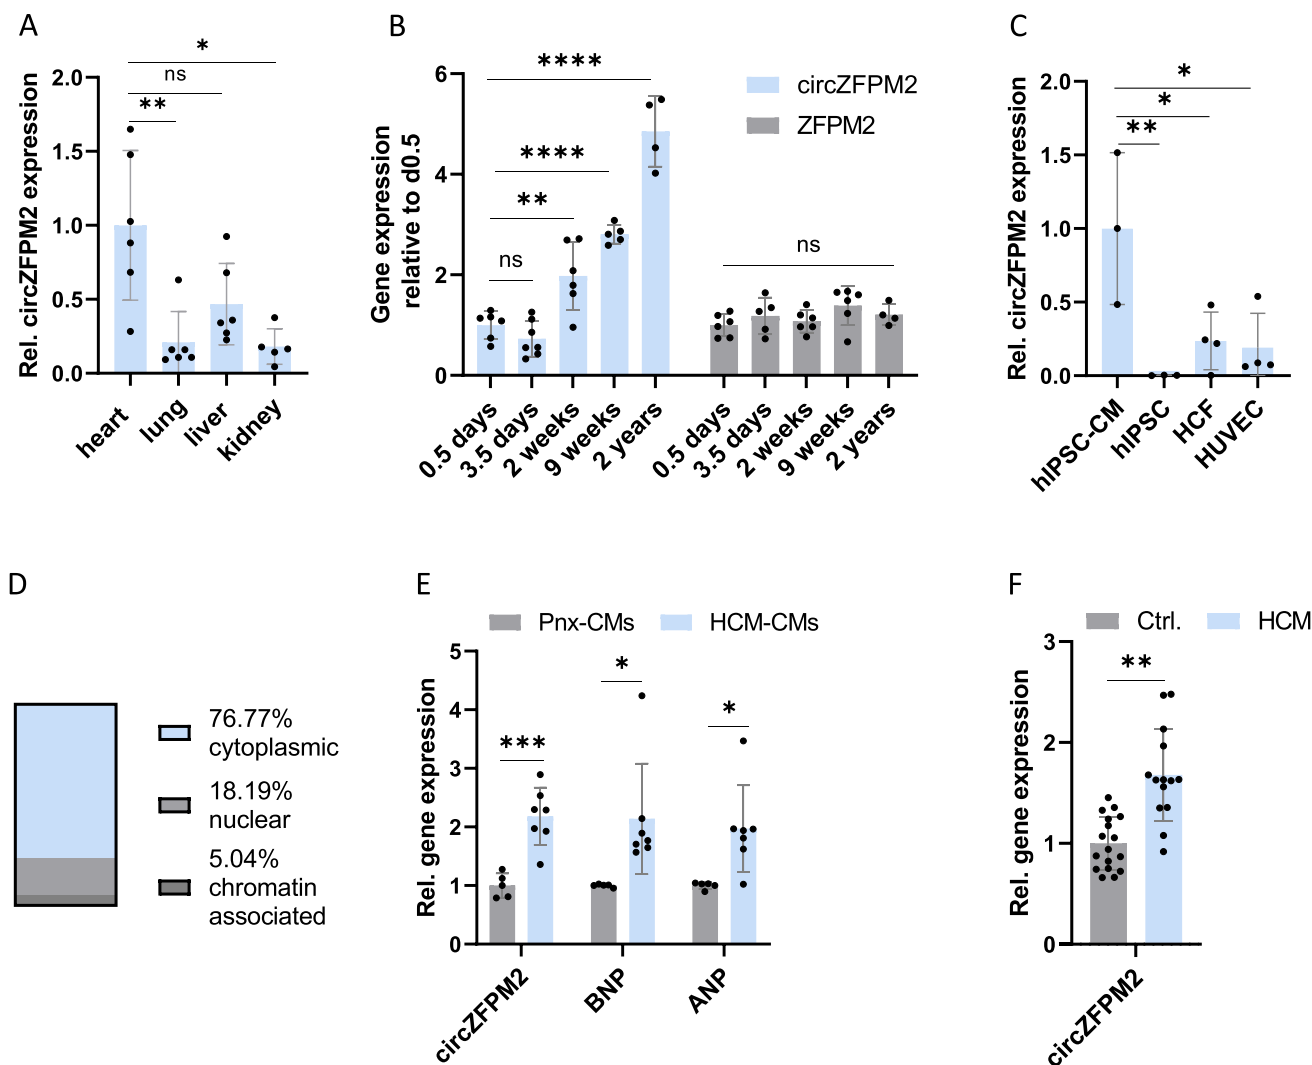 A
Rel. circZFPM2 expression
2.0
1.5
1.0
0.5
0.0
*
ns
**
heart
lung
liver
kidney
B
Gene expression
relative to d0.5
6
4
2
0
****
****
**
ns
ns
circZFPM2
ZFPM2
0.5 days
3.5 days
2 weeks
9 weeks
2 years
0.5 days
3.5 days
2 weeks
9 weeks
2 years
C
Rel. circZFPM2 expression
2.0
1.5
1.0
0.5
0.0
*
*
**
hIPSC-CM
hIPSC
HCF
HUVEC
D
76.77%
cytoplasmic
18.19%
nuclear
5.04%
chromatin
associated
E
Pnx-CMs
HCM-CMs
Rel. gene expression
5
4
3
2
1
0
***
*
*
circZFPM2
BNP
ANP
F
Ctrl.
HCM
Rel. gene expression
3
2
1
0
**
circZFPM2